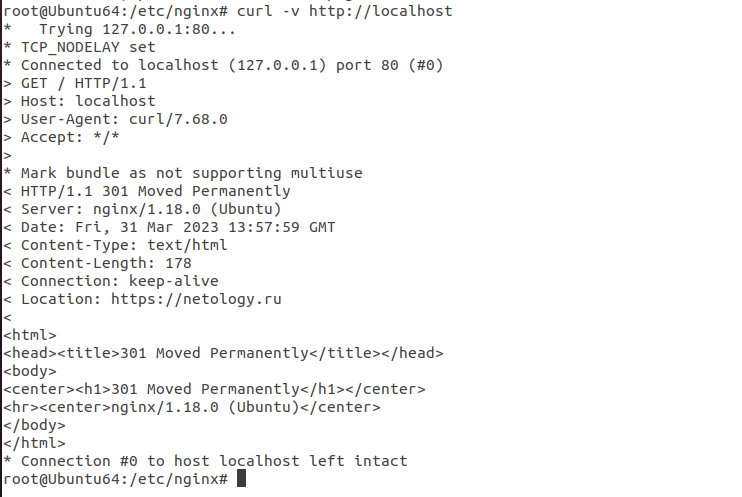 root@Ubuntu64:/etc/nginx# curl -v http://localhost
*   Trying 127.0.0.1:80...
* TCP_NODELAY set
* Connected to localhost (127.0.0.1) port 80 (#0)
> GET / HTTP/1.1
> Host: localhost
> User-Agent: curl/7.68.0
> Accept: */*
>
* Mark bundle as not supporting multiuse
< HTTP/1.1 301 Moved Permanently
< Server: nginx/1.18.0 (Ubuntu)
< Date: Fri, 31 Mar 2023 13:57:59 GMT
< Content-Type: text/html
< Content-Length: 178
< Connection: keep-alive
< Location: https://netology.ru
<
<html>
<head><title>301 Moved Permanently</title></head>
<body>
<center><h1>301 Moved Permanently</h1></center>
<hr><center>nginx/1.18.0 (Ubuntu)</center>
</body>
</html>
* Connection #0 to host localhost left intact
root@Ubuntu64:/etc/nginx#